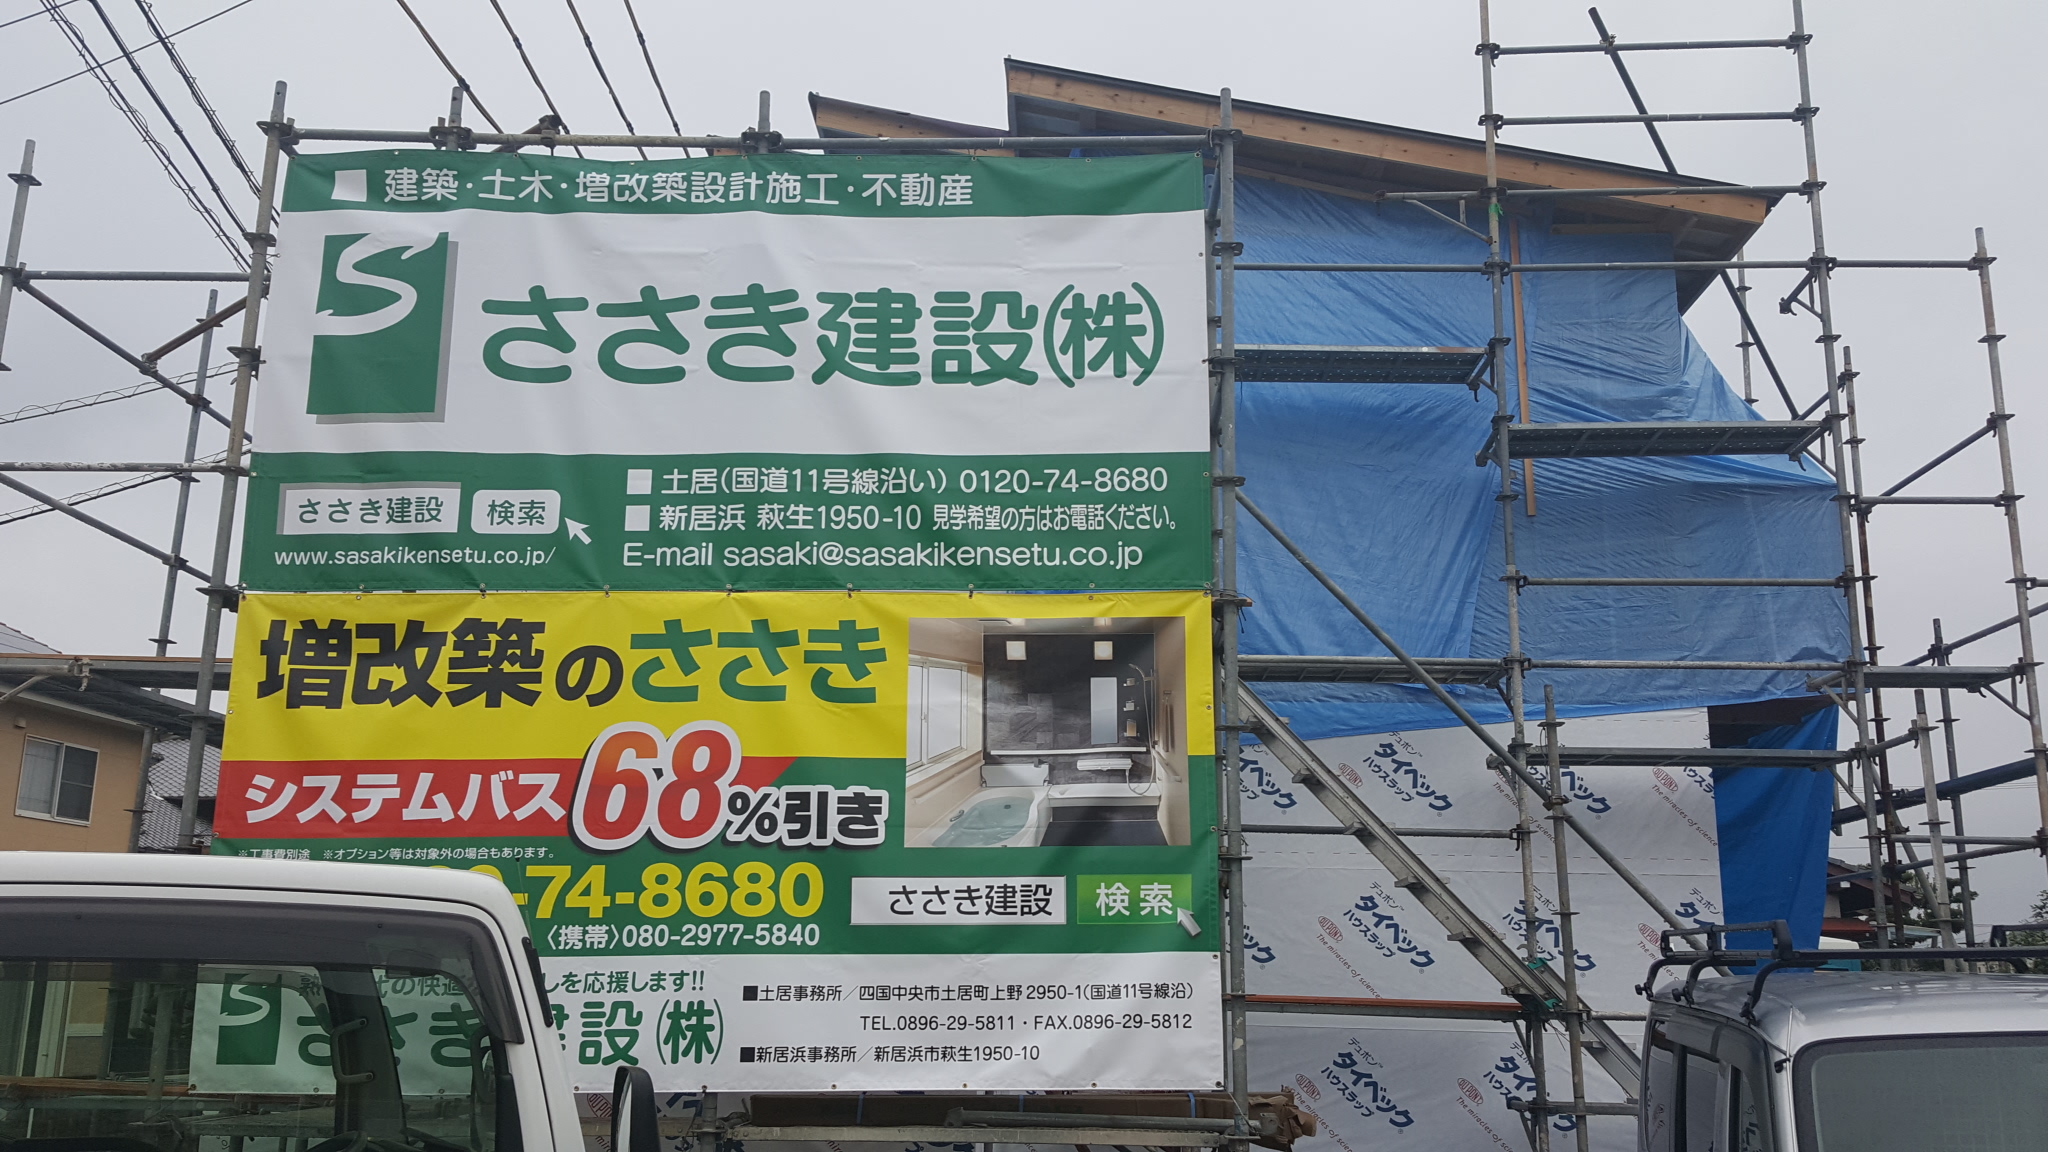 建築・土木・増改築設計施工・不動産
S
ささき建設㈱
ささき建設 検索
www.sasakikensetu.co.jp/
■土居(国道11号線沿い) 0120-74-8680
■新居浜 萩生1950-10 見学希望の方はお電話ください。
E-mail sasaki@sasakikensetu.co.jp
増改築のささき
システムバス68%引き
※工事費別途 ※オプション等は対象外の場合もあります。
-74-8680
〈携帯〉080-2977-5840
ささき建設 検索
の快適 しを応援します!!
S
ささき建設㈱
■土居事務所／四国中央市土居町上野2950-1(国道11号線沿)
TEL.0896-29-5811・FAX.0896-29-5812
■新居浜事務所／新居浜市萩生1950-10
デュポン™
タイベック®
ハウスラップ
DUPONT
The miracles of science